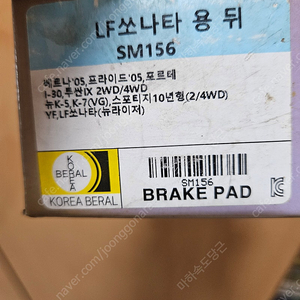 LF쏘나타 용 뒤
SM156
베르나'05,프라이드'05,포르테
I-30,투싼IX 2WD/4WD
뉴K-5,K-7(VG),스포티지10년형(2/4WD)
YF,LF쏘나타(뉴라이저)
KOREA
BERAL
KOREA BERAL
SM156
BRAKE PAD